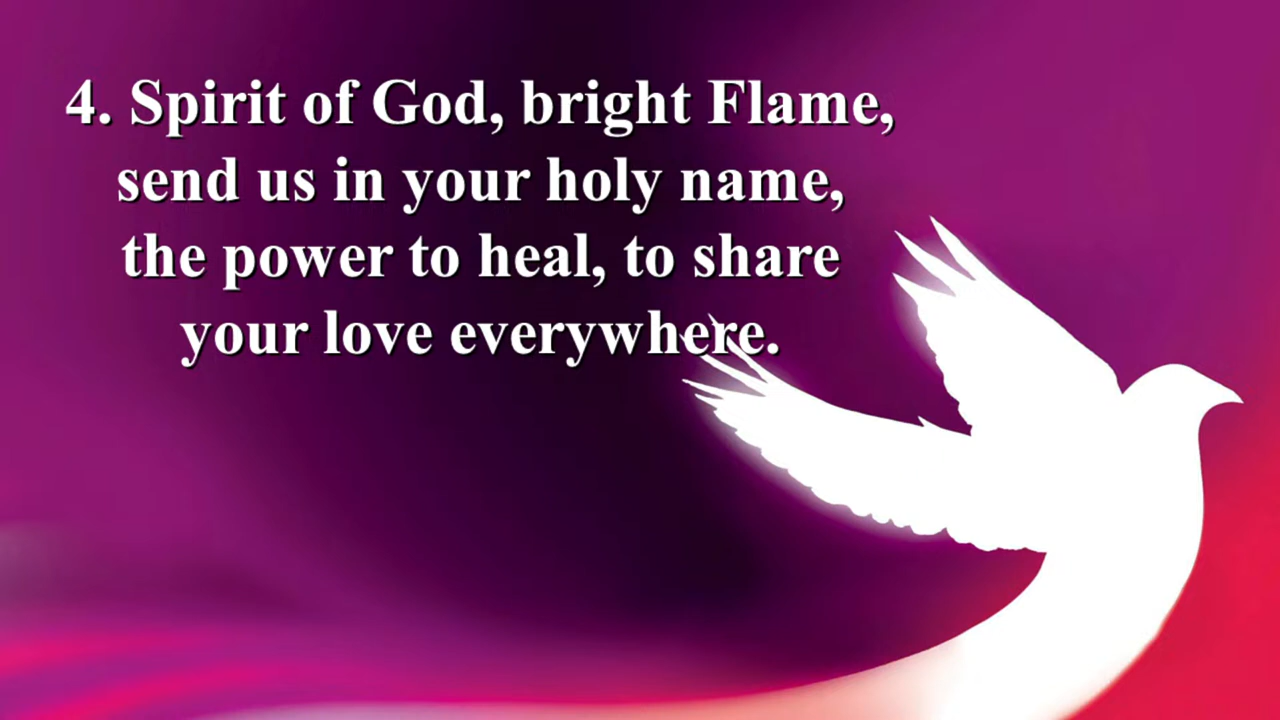 4. Spirit of God, bright Flame,
send us in your holy name,
the power to heal, to share
your love everywhere.